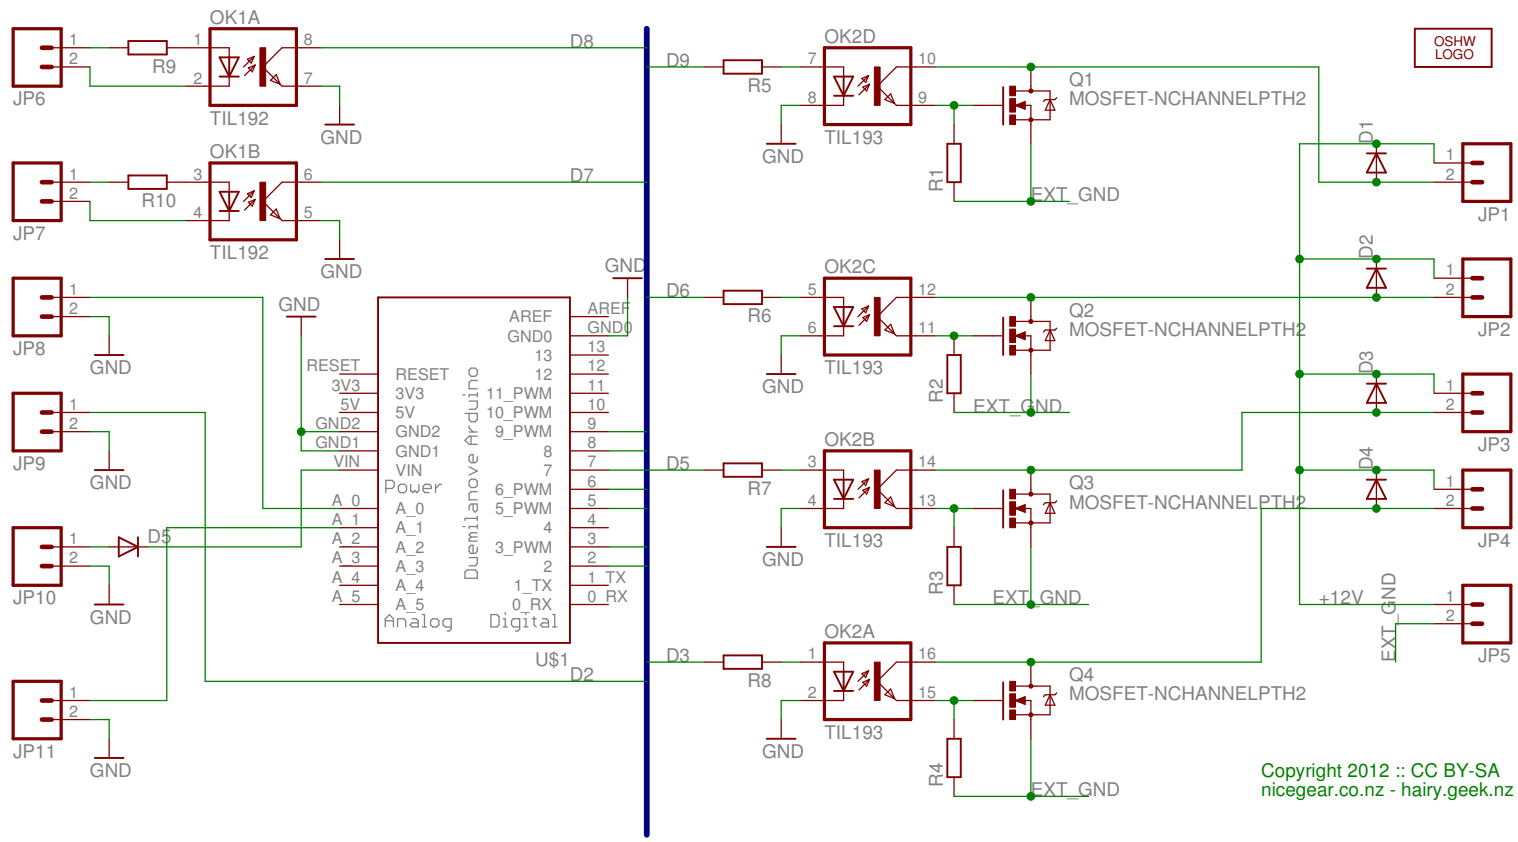 OK1A
1
2
JP6
R9
1
2
8
7
TIL192
GND
D8
OK1B
1
2
JP7
R10
3
4
6
5
TIL192
GND
D7
1
2
JP8
GND
1
2
JP9
GND
1
2
JP10
D5
GND
1
2
JP11
GND
GND
GND
RESET
3V3
5V
GND2
GND1
VIN
A_0
A_1
A_2
A_3
A_4
A_5
RESET
3V3
5V
GND2
GND1
VIN
Power
A_0
A_1
A_2
A_3
A_4
A_5
Analog
Duemilanove Arduino
AREF
GND0
13
12
11_PWM
10_PWM
9_PWM
8
7
6_PWM
5_PWM
4
3_PWM
2
1_TX
0_RX
Digital
AREF
GND0
13
12
11
10
9
8
7
6
5
4
3
2
1 TX
0 RX
U$1
D2
D9
R5
OK2D
7
8
10
9
TIL193
GND
R1
Q1
MOSFET-NCHANNELPTH2
EXT_GND
D6
R6
OK2C
5
6
12
11
TIL193
GND
R2
Q2
MOSFET-NCHANNELPTH2
EXT_GND
D5
R7
OK2B
3
4
14
13
TIL193
GND
R3
Q3
MOSFET-NCHANNELPTH2
EXT_GND
D3
R8
OK2A
1
2
16
15
TIL193
GND
R4
Q4
MOSFET-NCHANNELPTH2
EXT_GND
OSHW
LOGO
D1
1
2
JP1
D2
1
2
JP2
D3
1
2
JP3
D4
1
2
JP4
+12V
EXT_GND
1
2
JP5
Copyright 2012 :: CC BY-SA
nicegear.co.nz - hairy.geek.nz